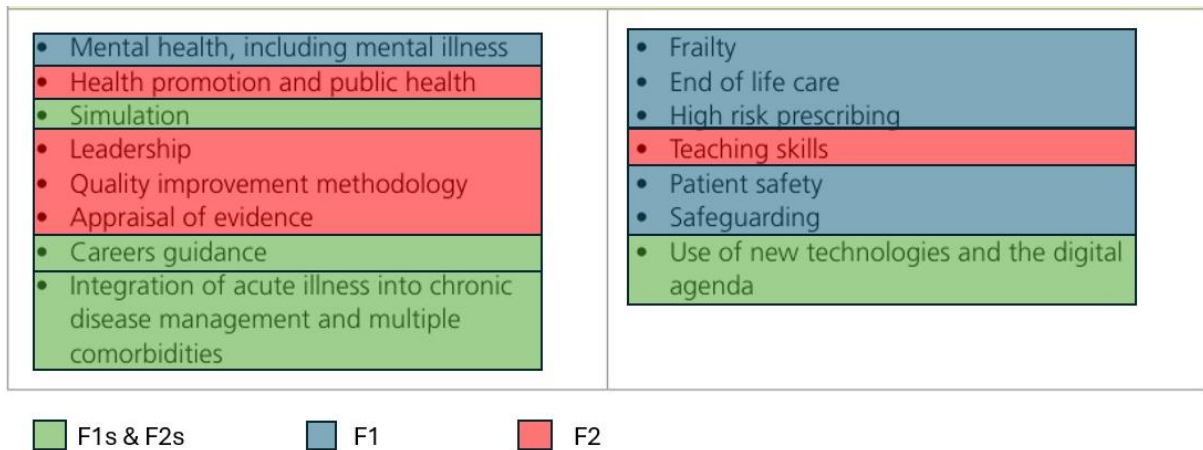 • Mental health, including mental illness
• Health promotion and public health
• Simulation
• Leadership
• Quality improvement methodology
• Appraisal of evidence
• Careers guidance
• Integration of acute illness into chronic
disease management and multiple
comorbidities
• Frailty
• End of life care
• High risk prescribing
• Teaching skills
• Patient safety
• Safeguarding
• Use of new technologies and the digital
agenda
F1s & F2s
F1
F2